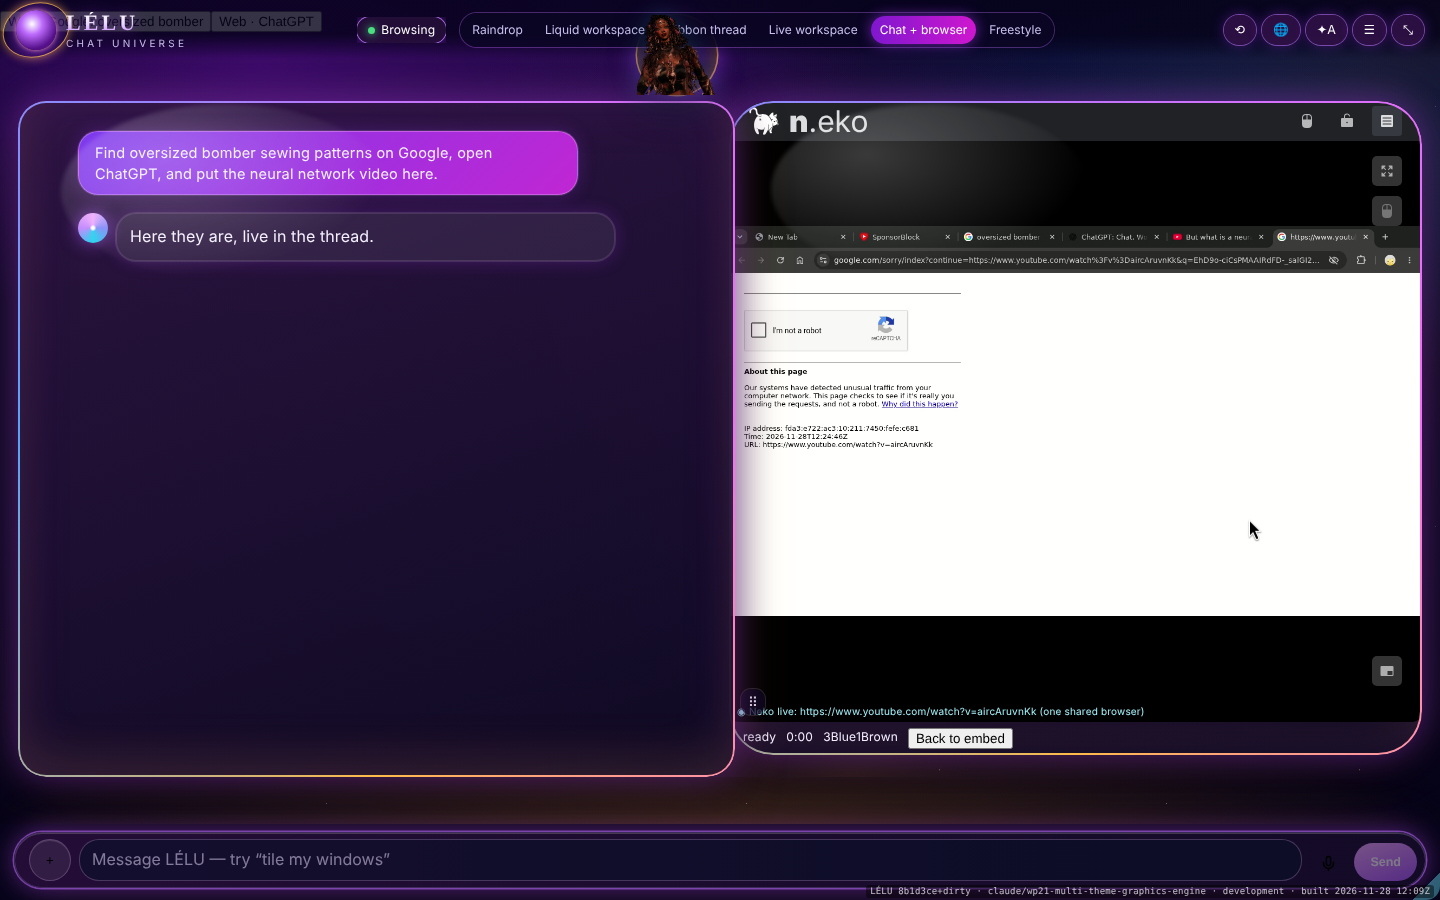 LÉLU
CHAT UNIVERSE
Web · ChatGPT
Browsing
Raindrop
Liquid workspace
thread
Live workspace
Chat + browser
Freestyle
Find oversized bomber sewing patterns on Google, open
ChatGPT, and put the neural network video here.
Here they are, live in the thread.
n.eko
New Tab
SponsorBlock
oversized bomber
ChatGPT: Chat, W
But what is a neu
https://www.youtu
google.com/sorry/index?continue=https://www.youtube.com/watch%3Fv%3DaircAruvnKk&q=EhD9o-ciCsPMAAIRdFD-_salGI2...
I'm not a robot
reCAPTCHA
About this page
Our systems have detected unusual traffic from your
computer network. This page checks to see if it's really you
sending the requests, and not a robot. Why did this happen?
IP address: fda3:e722:ac3:10:211:7450:fefe:c681
Time: 2026-11-28T12:24:46Z
URL: https://www.youtube.com/watch?v=aircAruvnKk
Neko live: https://www.youtube.com/watch?v=aircAruvnKk (one shared browser)
ready 0:00 3Blue1Brown Back to embed
+
Message LÉLU — try “tile my windows”
Send
LÉLU 8b1d3ce+dirty · claude/wp21-multi-theme-graphics-engine · development · built 2026-11-28 12:09Z